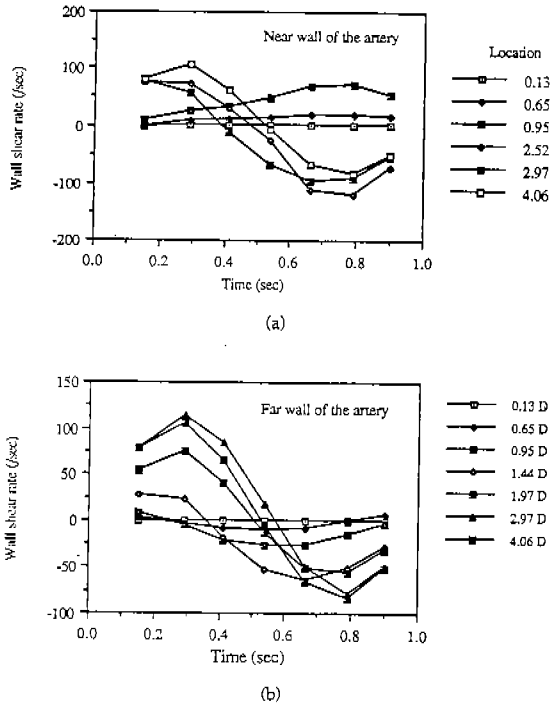 (a)
Near wall of the artery
Location
0.13
0.65
0.95
2.52
2.97
4.06
Wall shear rate (/sec)
200
100
0
-100
-200
0.0 0.2 0.4 0.6 0.8 1.0
Time (sec)
(a)
Far wall of the artery
0.13 D
0.65 D
0.95 D
1.44 D
1.97 D
2.97 D
4.06 D
Wall shear rate (/sec)
150
100
50
0
-50
-100
0.0 0.2 0.4 0.6 0.8 1.0
Time (sec)
(b)